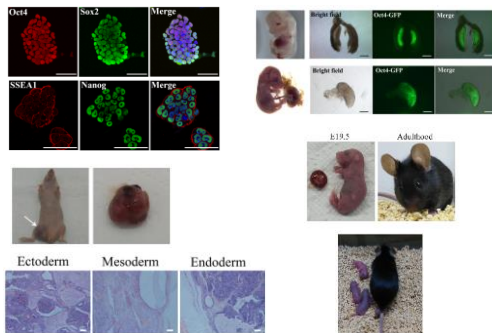 Oct4 Sox2 Merge
SSEA1 Nanog Merge
Ectoderm Mesoderm Endoderm
Bright field Oct4-GFP Merge
Bright field Oct4-GFP Merge
E19.5 Adulthood